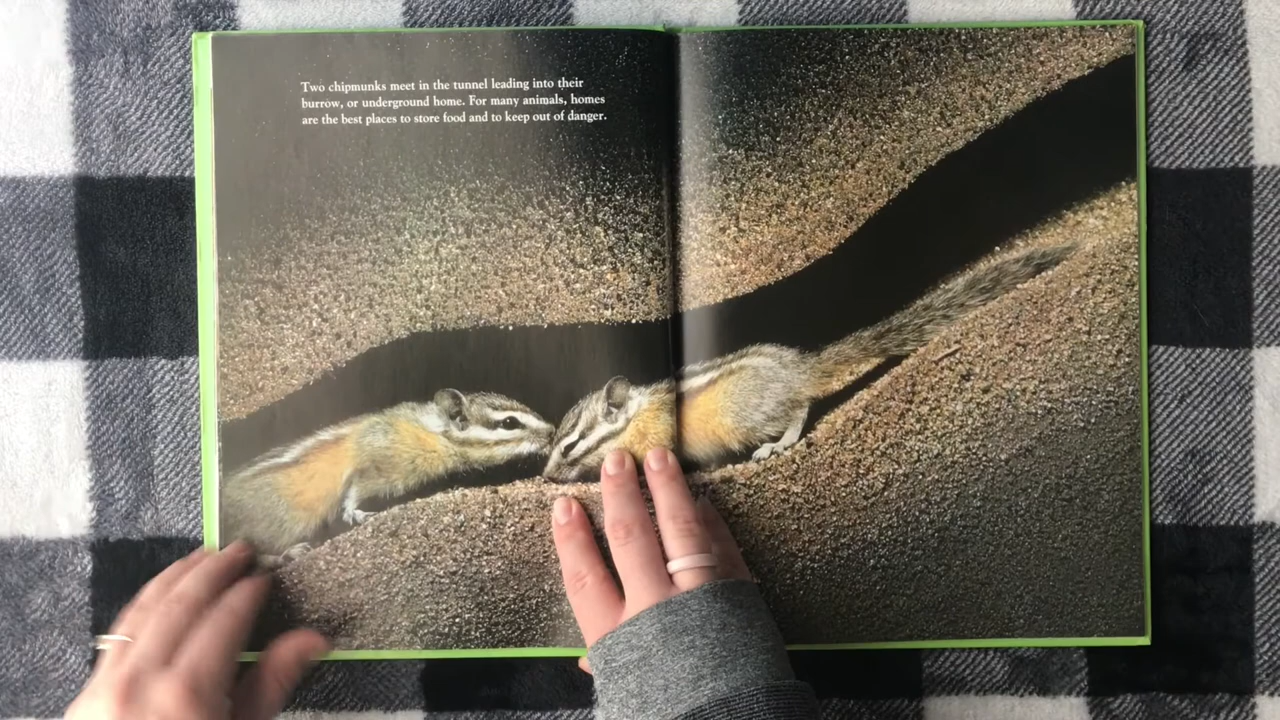 Two chipmunks meet in the tunnel leading into their
burrow, or underground home. For many animals, homes
are the best places to store food and to keep out of danger.